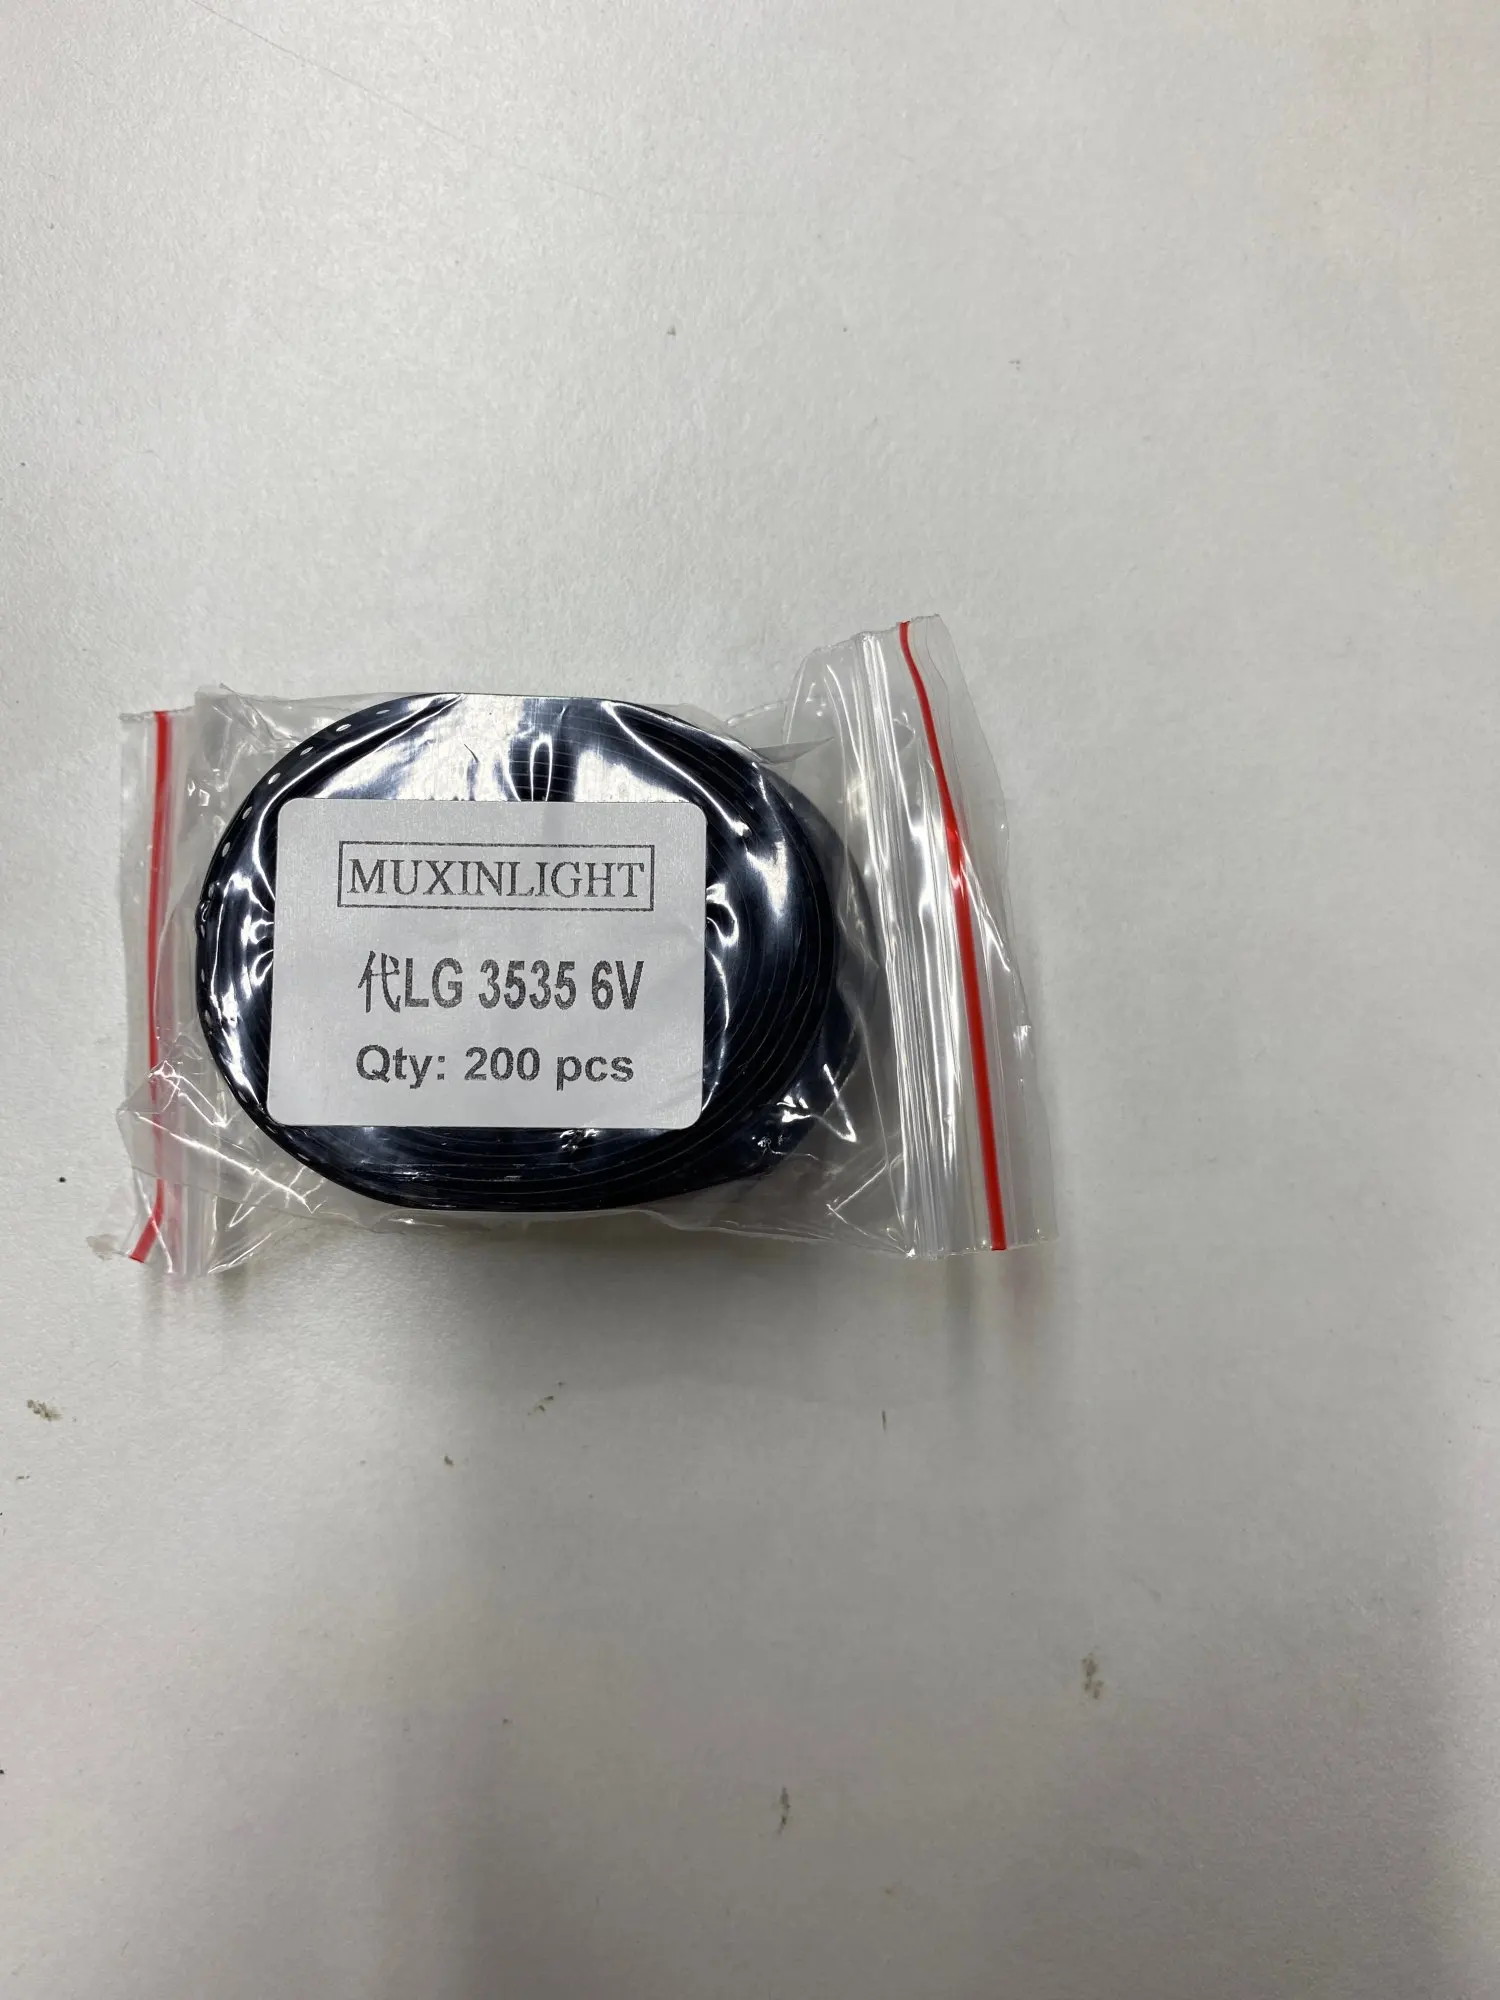 MUXINLIGHT
代LG 3535 6V
Qty: 200 pcs